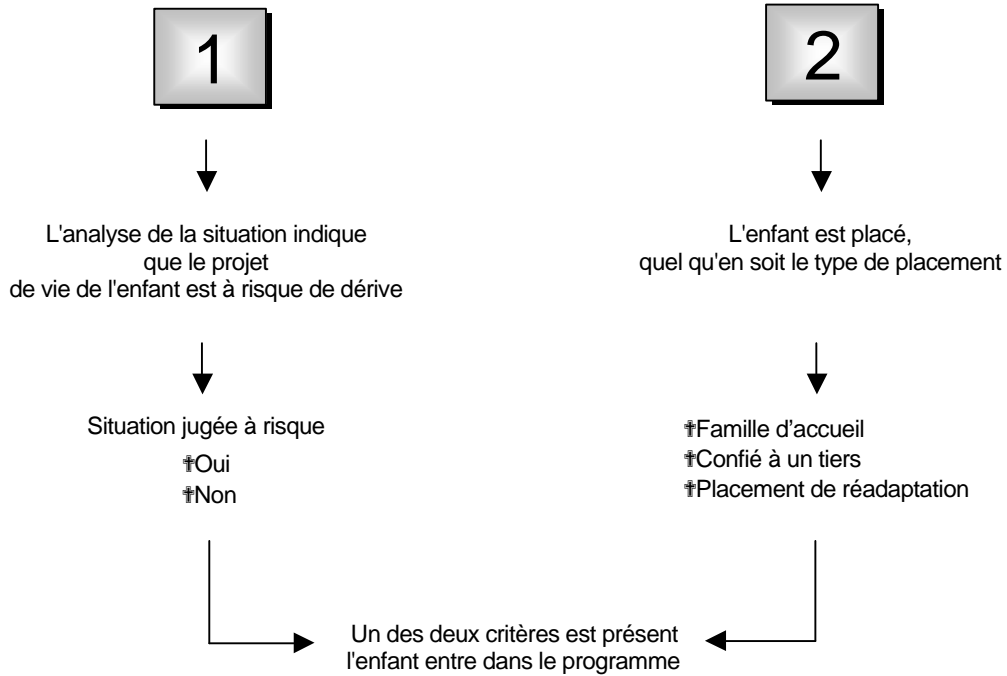 1
L'analyse de la situation indique
que le projet
de vie de l'enfant est à risque de dérive
Situation jugée à risque
✟Oui
✟Non
2
L'enfant est placé,
quel qu'en soit le type de placement
✟Famille d’accueil
✟Confié à un tiers
✟Placement de réadaptation
Un des deux critères est présent
l'enfant entre dans le programme